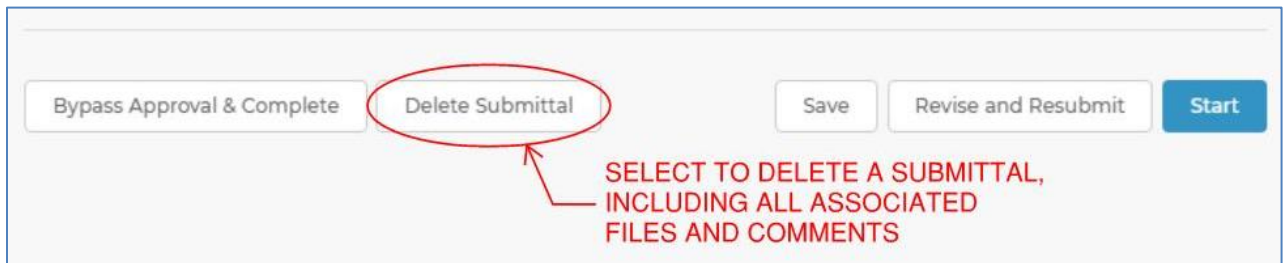 Bypass Approval & Complete Delete Submittal Save Revise and Resubmit Start
SELECT TO DELETE A SUBMITTAL,
INCLUDING ALL ASSOCIATED
FILES AND COMMENTS